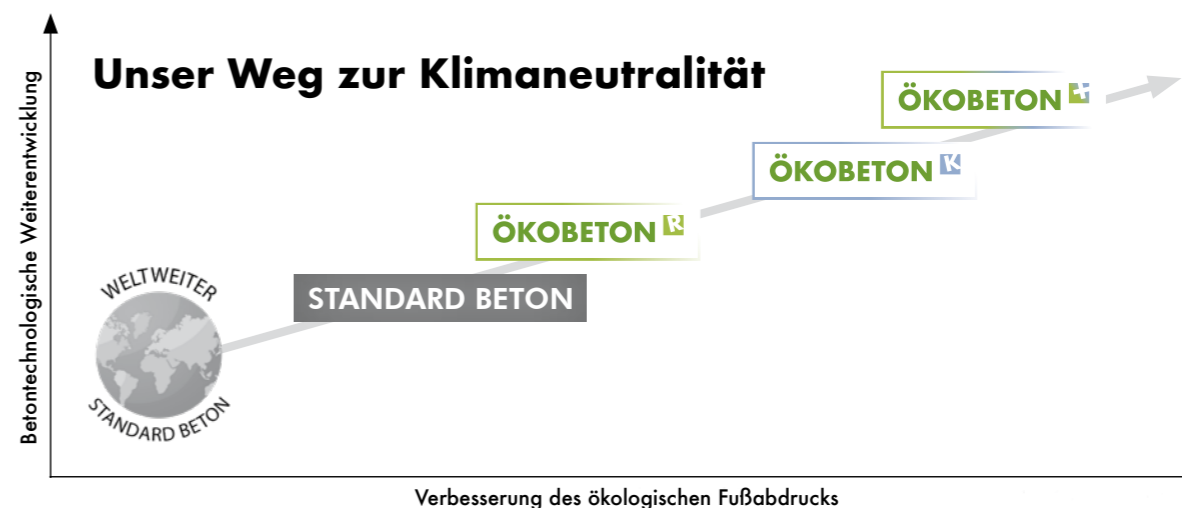 Unser Weg zur Klimaneutralität
Betontechnologische Weiterentwicklung
ÖKOBETON +
ÖKOBETON K
ÖKOBETON R
STANDARD BETON
WELTWEITER
STANDARD BETON
Verbesserung des ökologischen Fußabdrucks